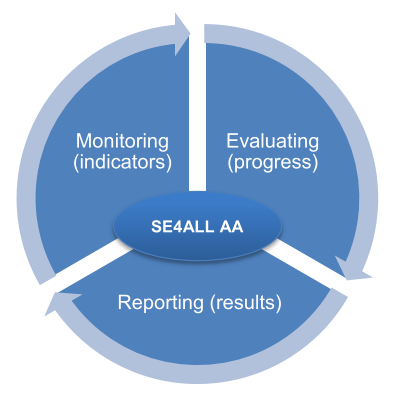 Monitoring
(indicators)
Evaluating
(progress)
SE4ALL AA
Reporting (results)